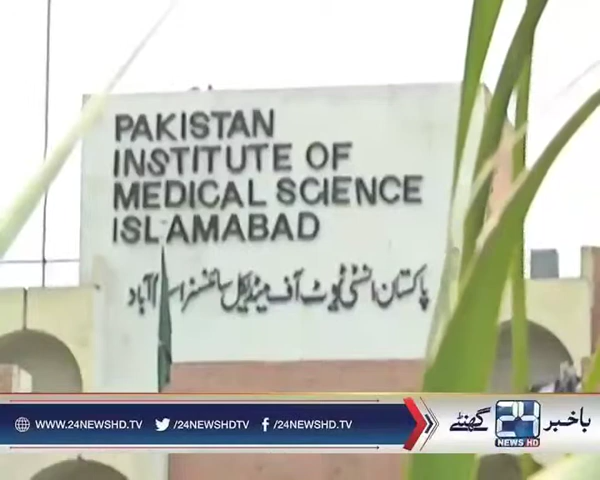 PAKISTAN
INSTITUTE OF
MEDICAL SCIENCE
ISLAMABAD
پاکستان انسٹی ٹیوٹ آف میڈیکل سائنسز اسلام آباد
WWW.24NEWSHD.TV /24NEWSHDTV /24NEWSHD.TV
باخبر 24 گھنٹے
NEWS HD